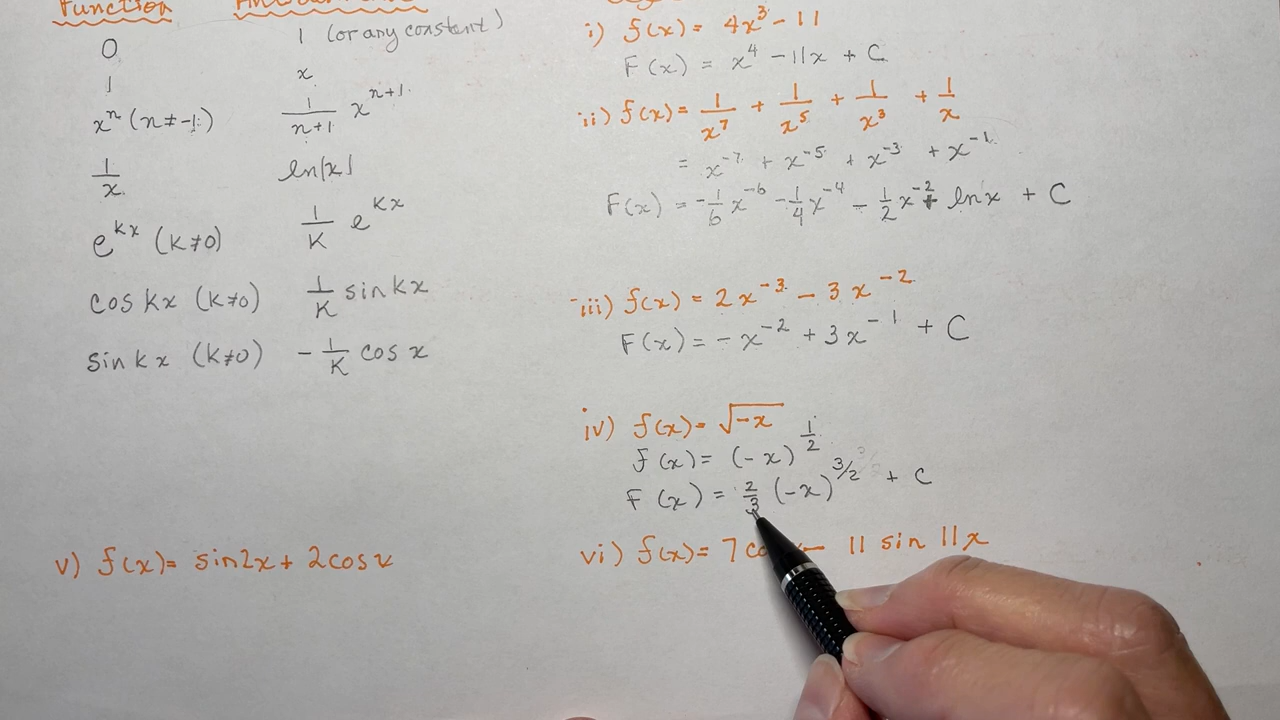 Function
0 1 (or any constant)
1 x
xⁿ (n≠-1) 1/(n+1) xⁿ⁺¹
1/x ln|x|
e^(kx) (k≠0) 1/k e^(kx)
cos kx (k≠0) 1/k sin kx
sin kx (k≠0) -1/k cos x
i) f(x) = 4x³ - 11
F(x) = x⁴ - 11x + C
ii) f(x) = 1/x⁷ + 1/x⁵ + 1/x³ + 1/x
= x⁻⁷ + x⁻⁵ + x⁻³ + x⁻¹
F(x) = -1/6 x⁻⁶ - 1/4 x⁻⁴ - 1/2 x⁻² + ln x + C
iii) f(x) = 2x⁻³ - 3x⁻²
F(x) = -x⁻² + 3x⁻¹ + C
iv) f(x) = √-x
f(x) = (-x)^(1/2)
F(x) = 2/3 (-x)^(3/2) + C
v) f(x) = sin2x + 2cosx
vi) f(x) = 7 - 11 sin 11x